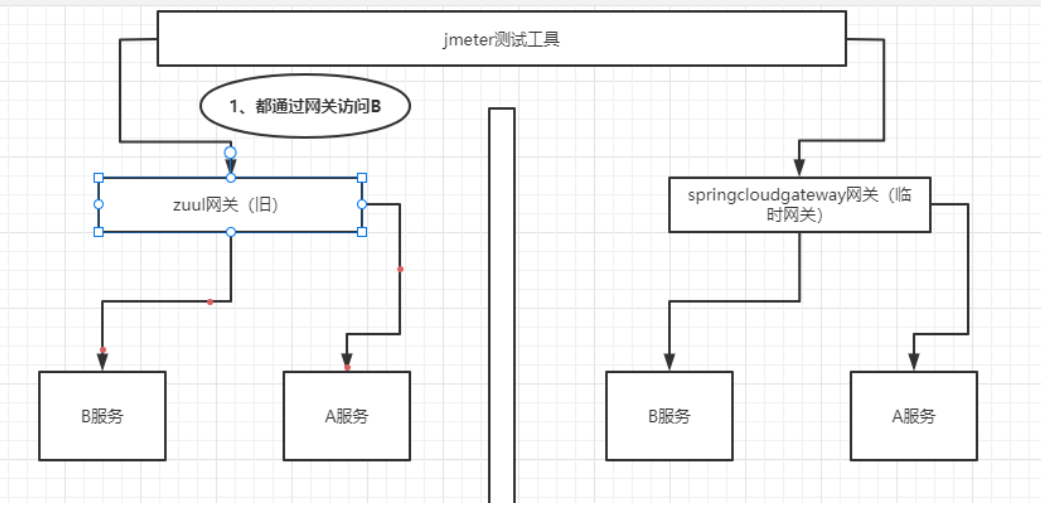 jmeter测试工具
1、都通过网关访问B
zuul网关（旧）
springcloudgateway网关（临
时网关）
B服务
A服务
B服务
A服务